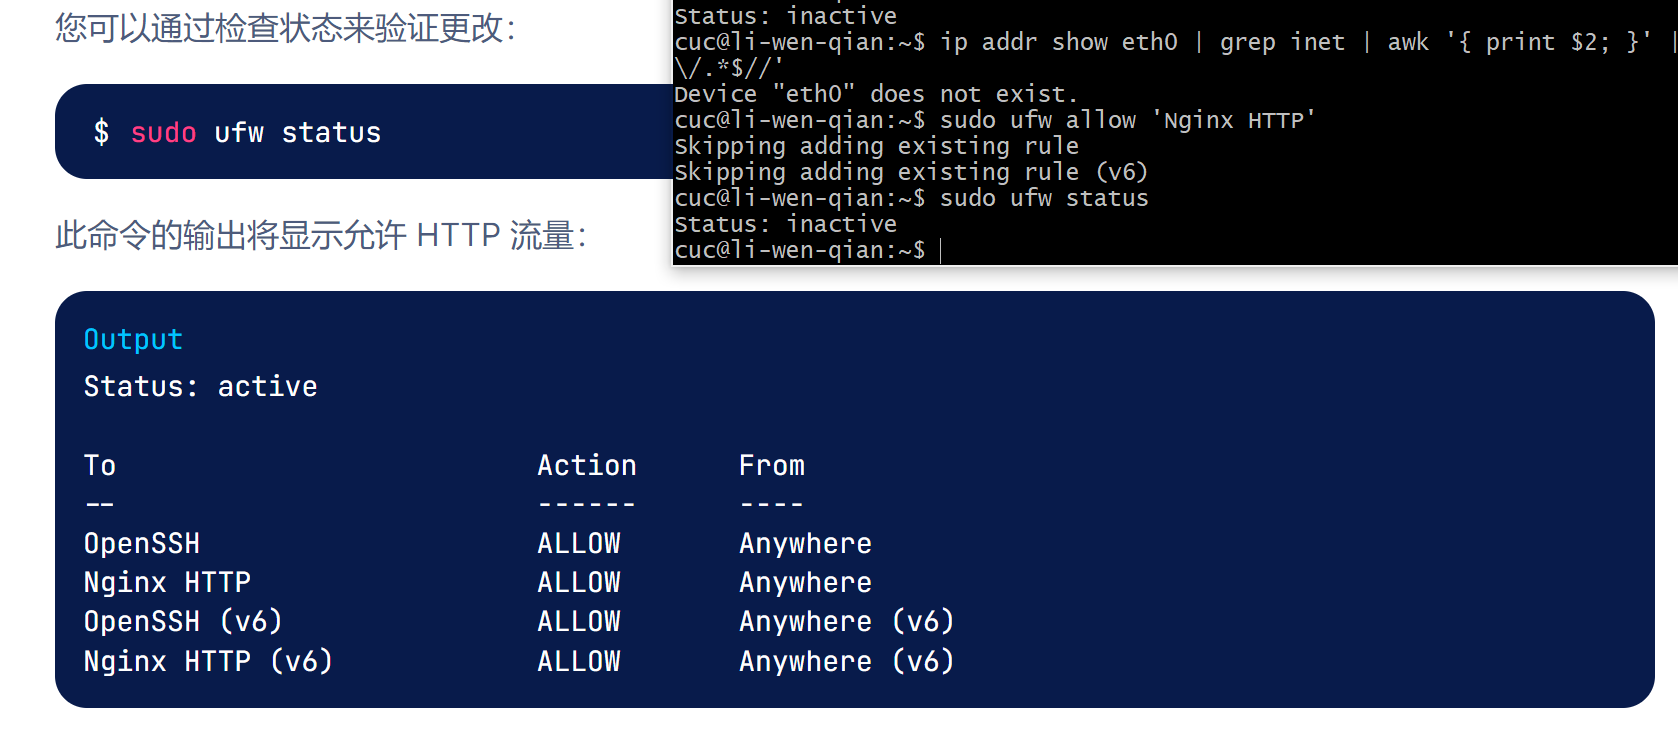 您可以通过检查状态来验证更改：
$ sudo ufw status
此命令的输出将显示允许 HTTP 流量：
Status: inactive
cuc@li-wen-qian:~$ ip addr show eth0 | grep inet | awk '{ print $2; }' |
\/.*$//'
Device "eth0" does not exist.
cuc@li-wen-qian:~$ sudo ufw allow 'Nginx HTTP'
Skipping adding existing rule
Skipping adding existing rule (v6)
cuc@li-wen-qian:~$ sudo ufw status
Status: inactive
cuc@li-wen-qian:~$
Output
Status: active
To Action From
-- ------ ----
OpenSSH ALLOW Anywhere
Nginx HTTP ALLOW Anywhere
OpenSSH (v6) ALLOW Anywhere (v6)
Nginx HTTP (v6) ALLOW Anywhere (v6)